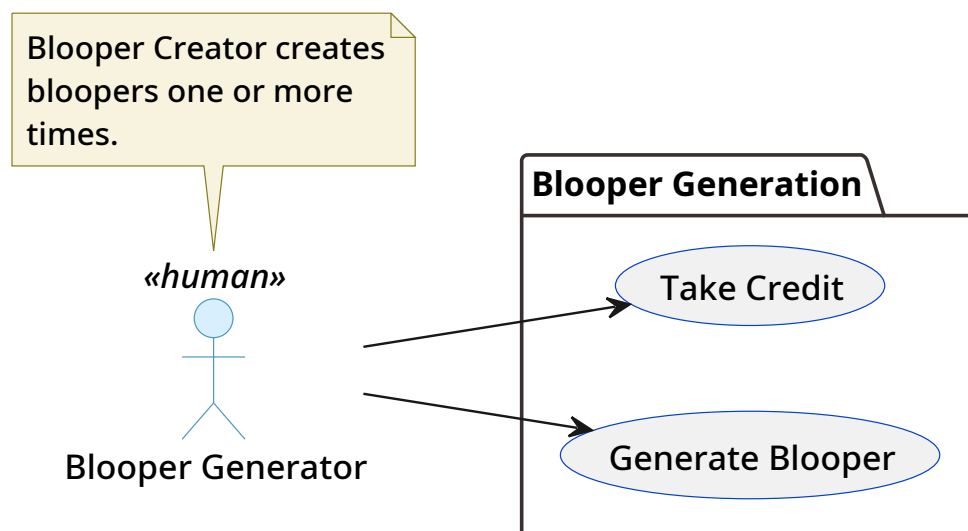 Blooper Creator creates
bloopers one or more
times.
Blooper Generation
«human»
Take Credit
Generate Blooper
Blooper Generator